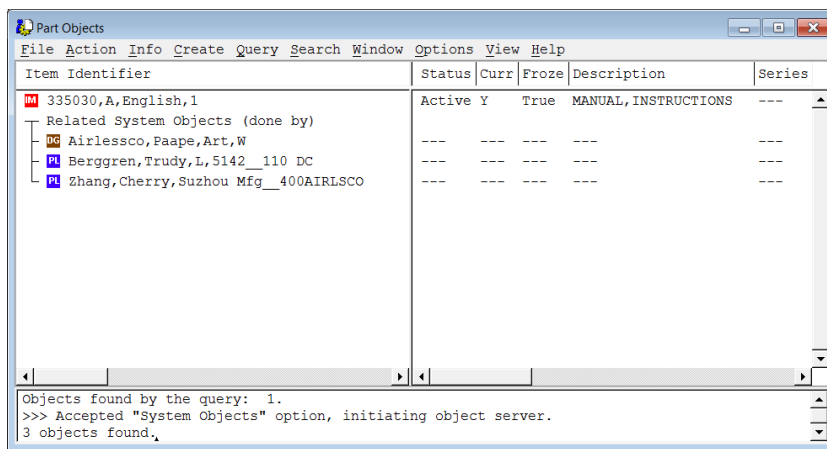 Part Objects
File Action Info Create Query Search Window Options View Help
Item Identifier Status Curr Froze Description Series
IM 335030,A,English,1 Active Y True MANUAL,INSTRUCTIONS ---
Related System Objects (done by)
DG Airlessco,Paape,Art,W --- --- --- --- ---
PL Berggren,Trudy,L,5142__110 DC --- --- --- --- ---
PL Zhang,Cherry,Suzhou Mfg__400AIRLSCO --- --- --- --- ---
Objects found by the query: 1.
>>> Accepted "System Objects" option, initiating object server.
3 objects found.